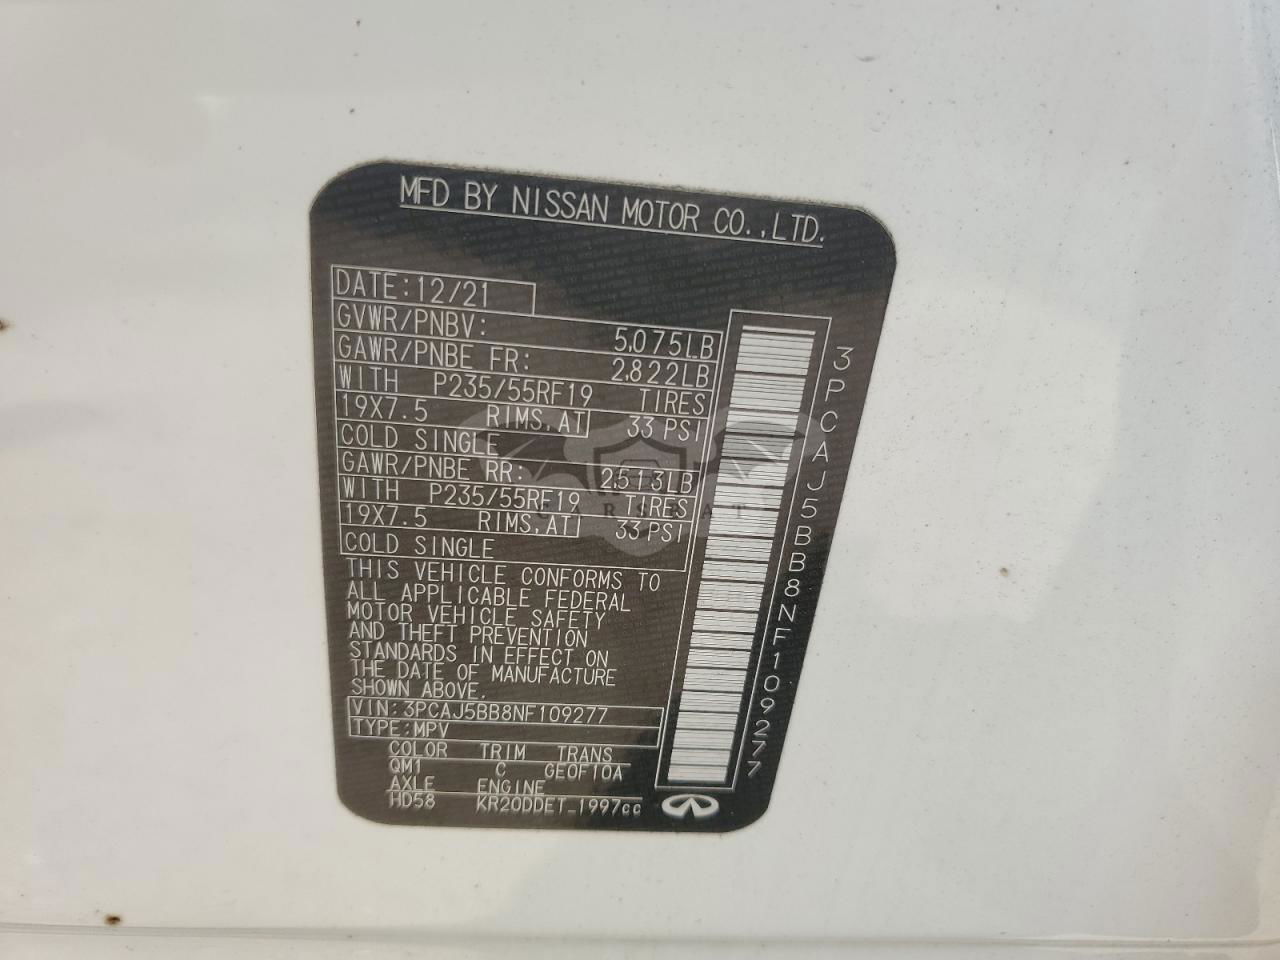 MFD BY NISSAN MOTOR CO.,LTD.
DATE:12/21
GVWR/PNBV: 5,075LB
GAWR/PNBE FR: 2,822LB
WITH P235/55RF19 TIRES
19X7.5 RIMS,AT 33 PSI
COLD SINGLE
GAWR/PNBE RR: 2,513LB
WITH P235/55RF19 TIRES
19X7.5 RIMS,AT 33 PSI
COLD SINGLE
THIS VEHICLE CONFORMS TO
ALL APPLICABLE FEDERAL
MOTOR VEHICLE SAFETY
AND THEFT PREVENTION
STANDARDS IN EFFECT ON
THE DATE OF MANUFACTURE
SHOWN ABOVE.
VIN:3PCAJ5BB8NF109277
TYPE:MPV
COLOR TRIM TRANS
QM1 C GE0F10A
AXLE ENGINE
HD58 KR20DDET_1997cc
3PCAJ5BB8NF109277